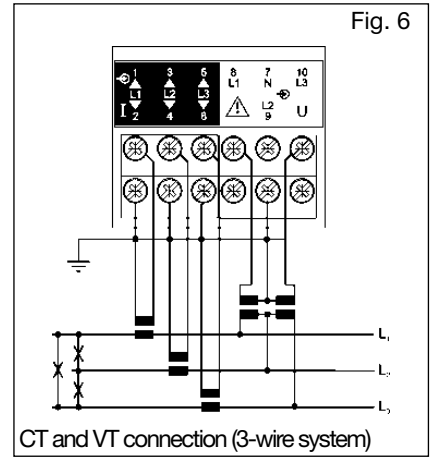 Fig. 6
1 3 5 8 7 10
L1 N L3
L1 L2 L3
L2
I 2 4 6 9 U
L₁
L₂
L₃
CT and VT connection (3-wire system)